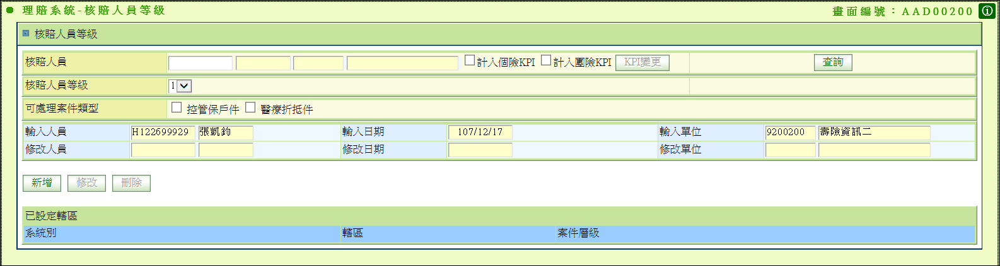 理賠系統-核賠人員等級
畫面編號：AAD00200
核賠人員等級
核賠人員 計入個險KPI 計入團險KPI KPI變更 查詢
核賠人員等級 1
可處理案件類型 控管保戶件 醫療折抵件
輸入人員 H122699929 張凱鈞 輸入日期 107/12/17 輸入單位 9200200 壽險資訊二
修改人員 修改日期 修改單位
新增 修改 刪除
已設定轄區
系統別 轄區 案件層級